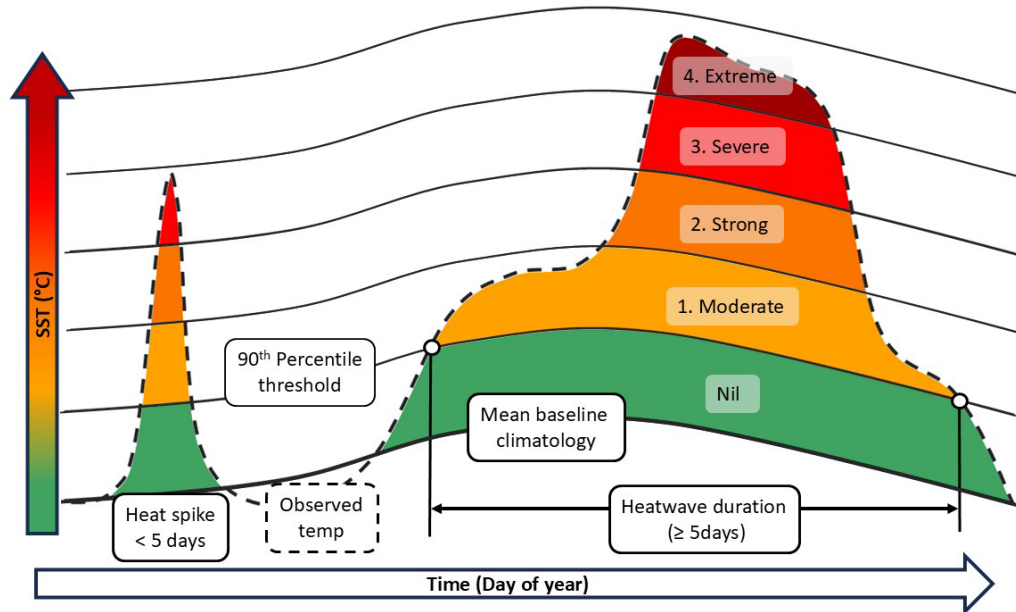 4. Extreme
3. Severe
2. Strong
1. Moderate
Nil
SST (°C)
90th Percentile
threshold
Mean baseline
climatology
Heat spike
< 5 days
Observed
temp
Heatwave duration
(≥ 5days)
Time (Day of year)